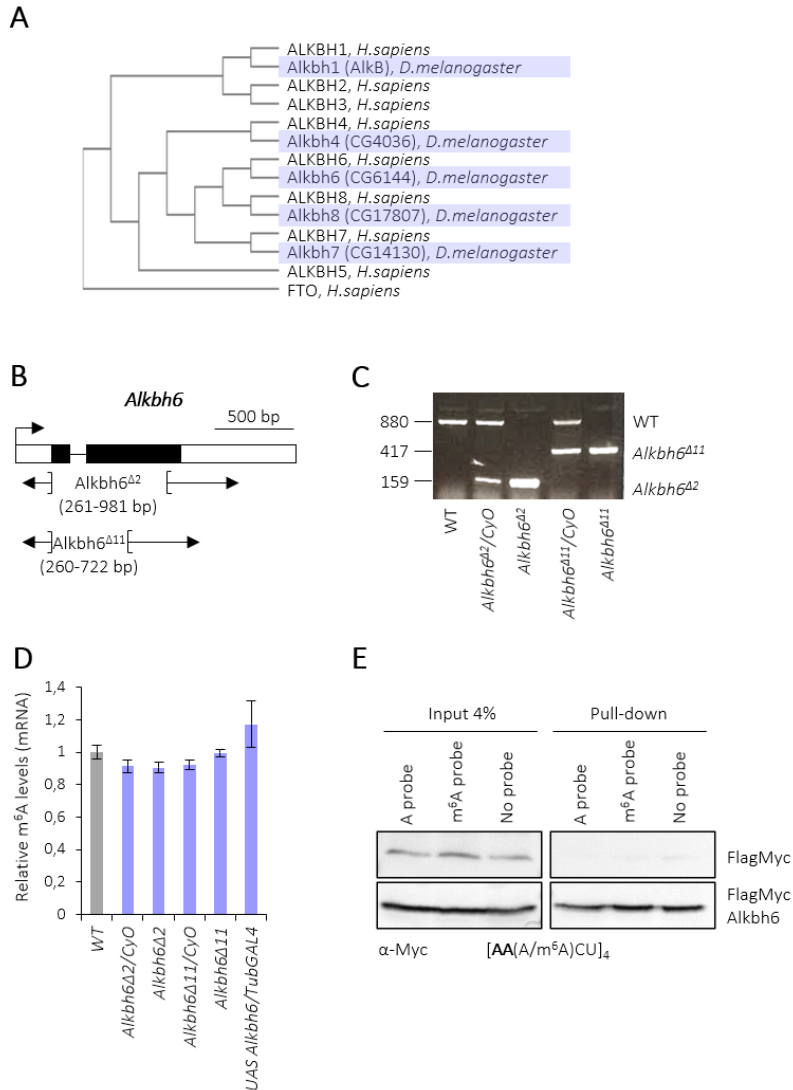 A
ALKBH1, H.sapiens
Alkbh1 (AlkB), D.melanogaster
ALKBH2, H.sapiens
ALKBH3, H.sapiens
ALKBH4, H.sapiens
Alkbh4 (CG4036), D.melanogaster
ALKBH6, H.sapiens
Alkbh6 (CG6144), D.melanogaster
ALKBH8, H.sapiens
Alkbh8 (CG17807), D.melanogaster
ALKBH7, H.sapiens
Alkbh7 (CG14130), D.melanogaster
ALKBH5, H.sapiens
FTO, H.sapiens
B
Alkbh6
500 bp
Alkbh6Δ2
(261-981 bp)
Alkbh6Δ11
(260-722 bp)
C
880
417
159
WT
Alkbh6Δ11
Alkbh6Δ2
WT
Alkbh6Δ2/CyO
Alkbh6Δ2
Alkbh6Δ11/CyO
Alkbh6Δ11
D
Relative m⁶A levels (mRNA)
1,4
1,2
1
0,8
0,6
0,4
0,2
0
WT
Alkbh6Δ2/CyO
Alkbh6Δ2
Alkbh6Δ11/CyO
Alkbh6Δ11
UAS Alkbh6/TubGAL4
E
Input 4%
Pull-down
A probe
m⁶A probe
No probe
A probe
m⁶A probe
No probe
FlagMyc
FlagMyc
Alkbh6
α-Myc
[AA(A/m⁶A)CU]₄